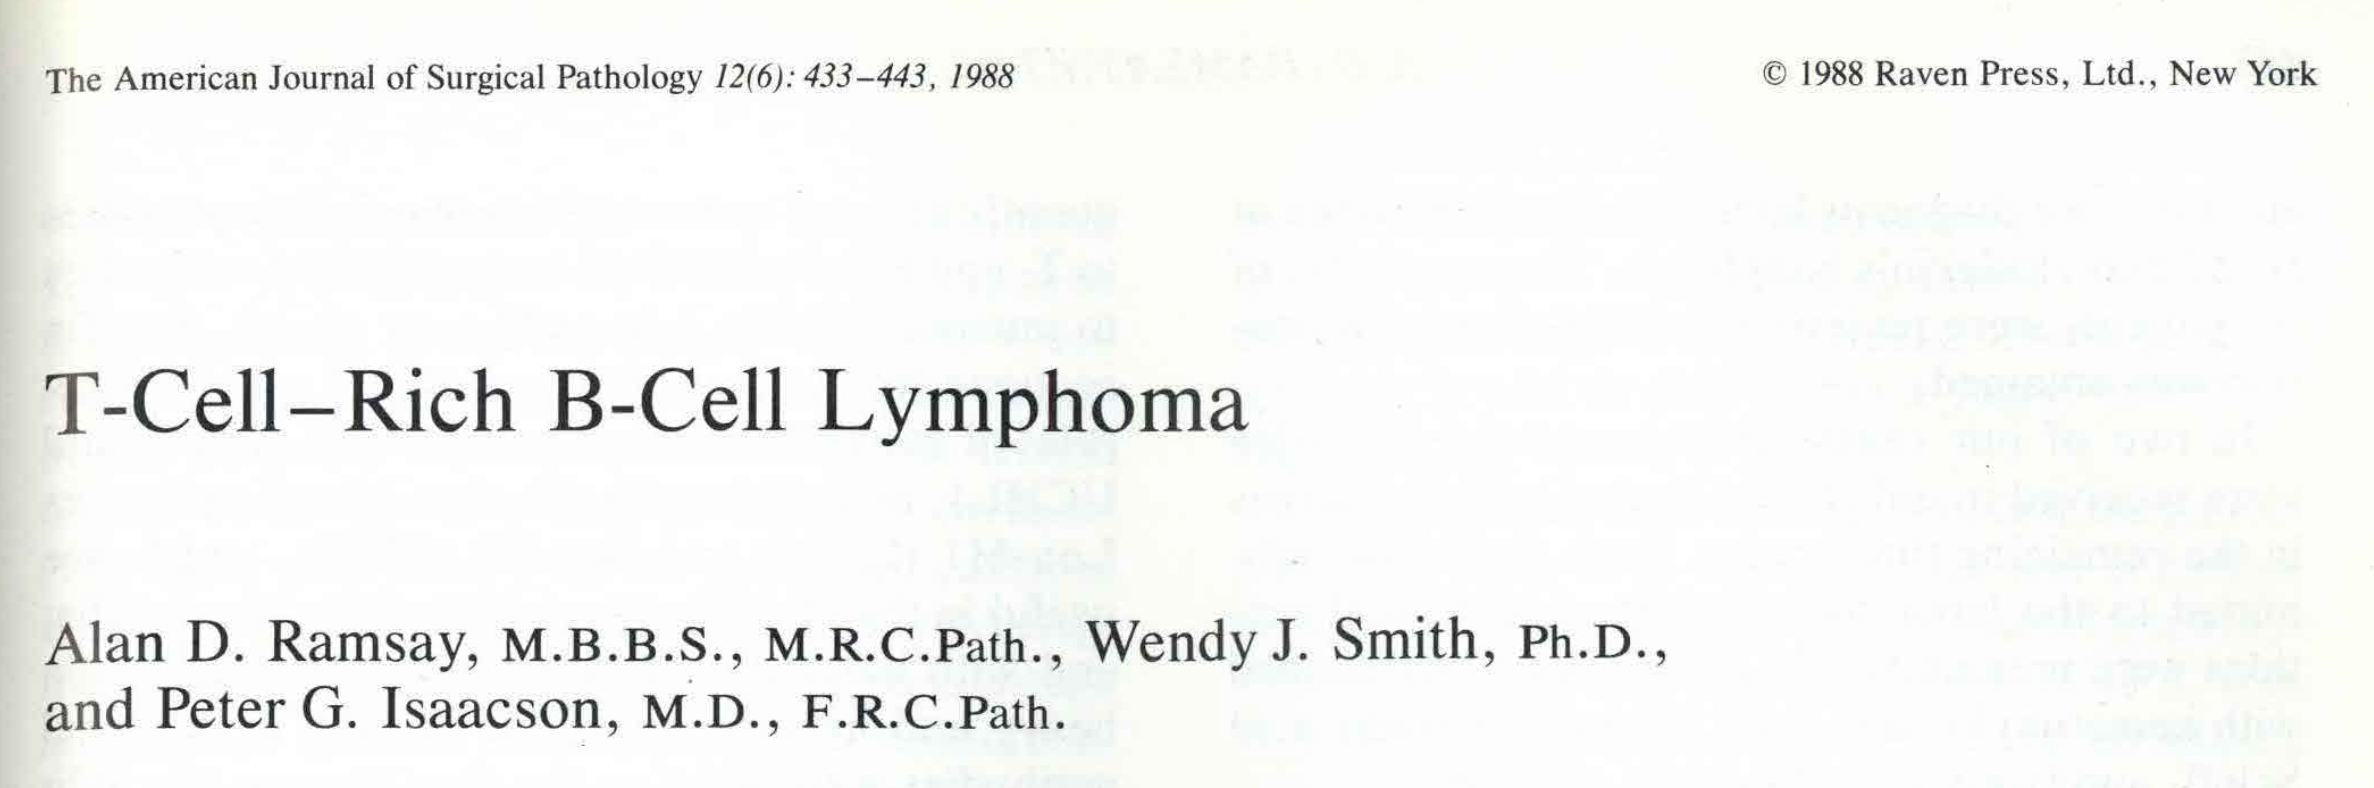 The American Journal of Surgical Pathology 12(6): 433–443, 1988
© 1988 Raven Press, Ltd., New York
T-Cell–Rich B-Cell Lymphoma
Alan D. Ramsay, M.B.B.S., M.R.C.Path., Wendy J. Smith, Ph.D.,
and Peter G. Isaacson, M.D., F.R.C.Path.